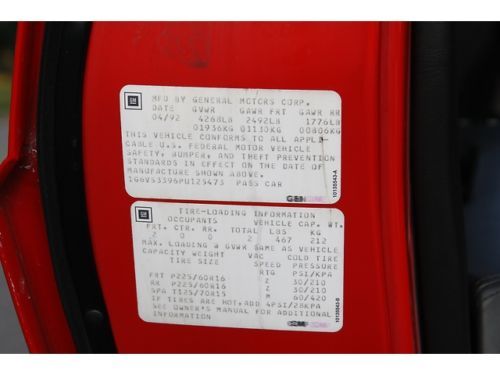 GM
MFD BY GENERAL MOTORS CORP.
DATE GVWR GAWR FRT GAWR RR
04/92 4268LB 2492LB 1776LB
01936KG 01130KG 00806KG
THIS VEHICLE CONFORMS TO ALL APPLI-
CABLE U.S. FEDERAL MOTOR VEHICLE
SAFETY, BUMPER, AND THEFT PREVENTION
STANDARDS IN EFFECT ON THE DATE OF
MANUFACTURE SHOWN ABOVE.
PASS CAR
10135543-A
GM
TIRE-LOADING INFORMATION
OCCUPANTS VEHICLE CAP. WT.
FRT. CTR. RR. LBS KG
2 0 0 2 467 212
MAX. LOADING @ GVWR SAME AS VEHICLE
CAPACITY WEIGHT VAC COLD TIRE
TIRE SIZE SPEED PRESSURE
RTG PSI/KPA
FRT P225/60R16 Z 30/210
RR P225/60R16 Z 30/210
SPA T125/70R15 M 60/420
IF TIRES ARE HOT, ADD 4PSI/28KPA
SEE OWNER'S MANUAL FOR ADDITIONAL
INFORMATION
10135543-B